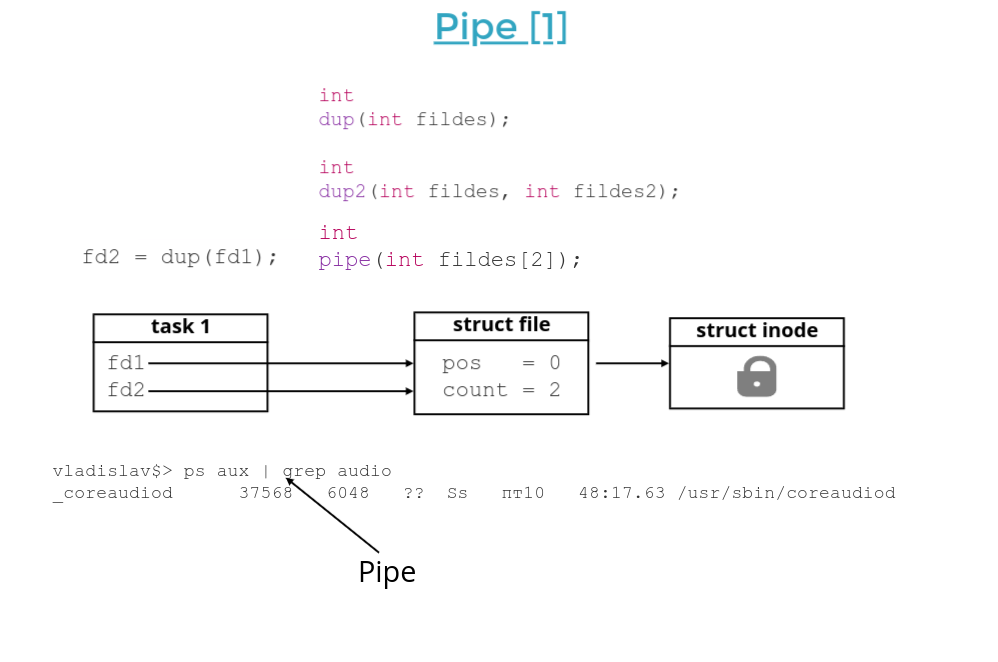 Pipe [1]
int
dup(int fildes);
int
dup2(int fildes, int fildes2);
int
pipe(int fildes[2]);
fd2 = dup(fd1);
task 1
fd1
fd2
struct file
pos = 0
count = 2
struct inode
vladislav$> ps aux | grep audio
_coreaudiod 37568 6048 ?? Ss пт10 48:17.63 /usr/sbin/coreaudiod
Pipe